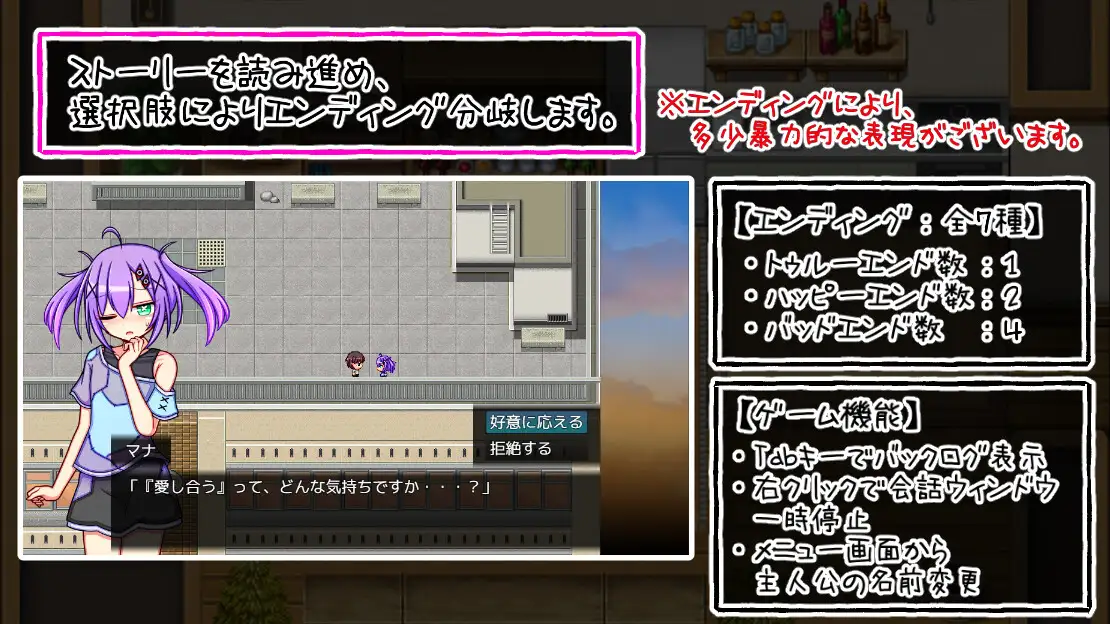 ストーリーを読み進め、
選択肢によりエンディング分岐します。
※エンディングにより、
多少暴力的な表現がございます。
【エンディング：全7種】
・トゥルーエンド数：1
・ハッピーエンド数：2
・バッドエンド数：4
好意に応える
拒絶する
マナ
「『愛し合う』って、どんな気持ちですか・・・？」
【ゲーム機能】
・Tabキーでバックログ表示
・右クリックで会話ウィンドウ
一時停止
・メニュー画面から
主人公の名前変更